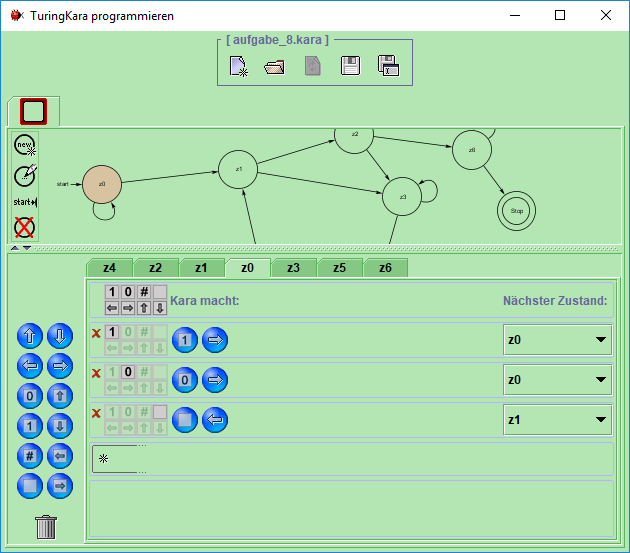 TuringKara programmieren
[ aufgabe_8.kara ]
new
start
start
z0
z1
z2
z3
z6
Stop
z4 z2 z1 z0 z3 z5 z6
1 0 #
Kara macht:
Nächster Zustand:
1 0 #
1
z0
1 0 #
0
z0
1 0 #
z1
0
1
#